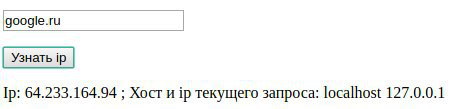 google.ru
Узнать ip
Ip: 64.233.164.94 ; Хост и ip текущего запроса: localhost 127.0.0.1